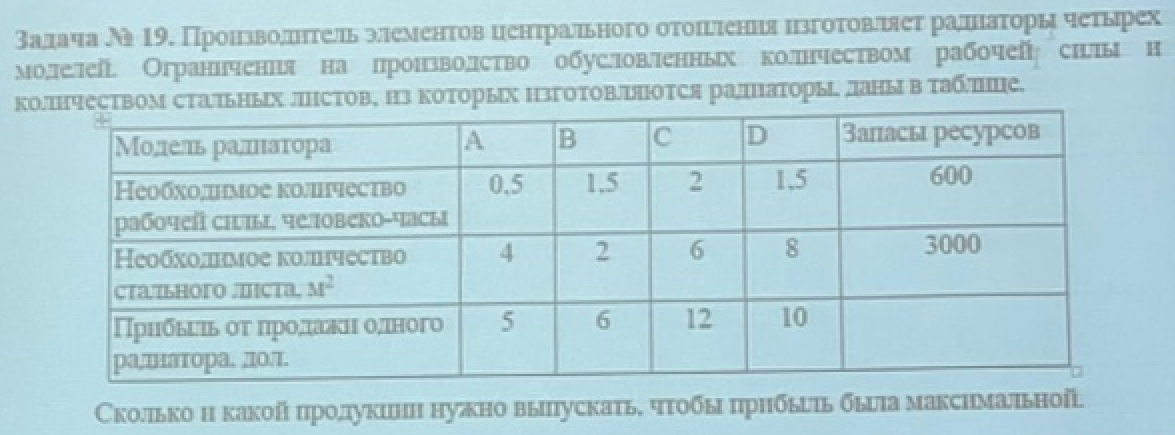 Задача № 19. Производитель элементов центрального отопления изготовляет радиаторы четырех
моделей. Ограничения на производство обусловленных количеством рабочей силы и
количеством стальных листов, из которых изготовляются радиаторы, даны в таблице.
Модель радиатора A B C D Запасы ресурсов
Необходимое количество 0,5 1,5 2 1,5 600
рабочей силы, человеко-часы
Необходимое количество 4 2 6 8 3000
стального листа, м²
Прибыль от продажи одного 5 6 12 10
радиатора, дол.
Сколько и какой продукции нужно выпускать, чтобы прибыль была максимальной.